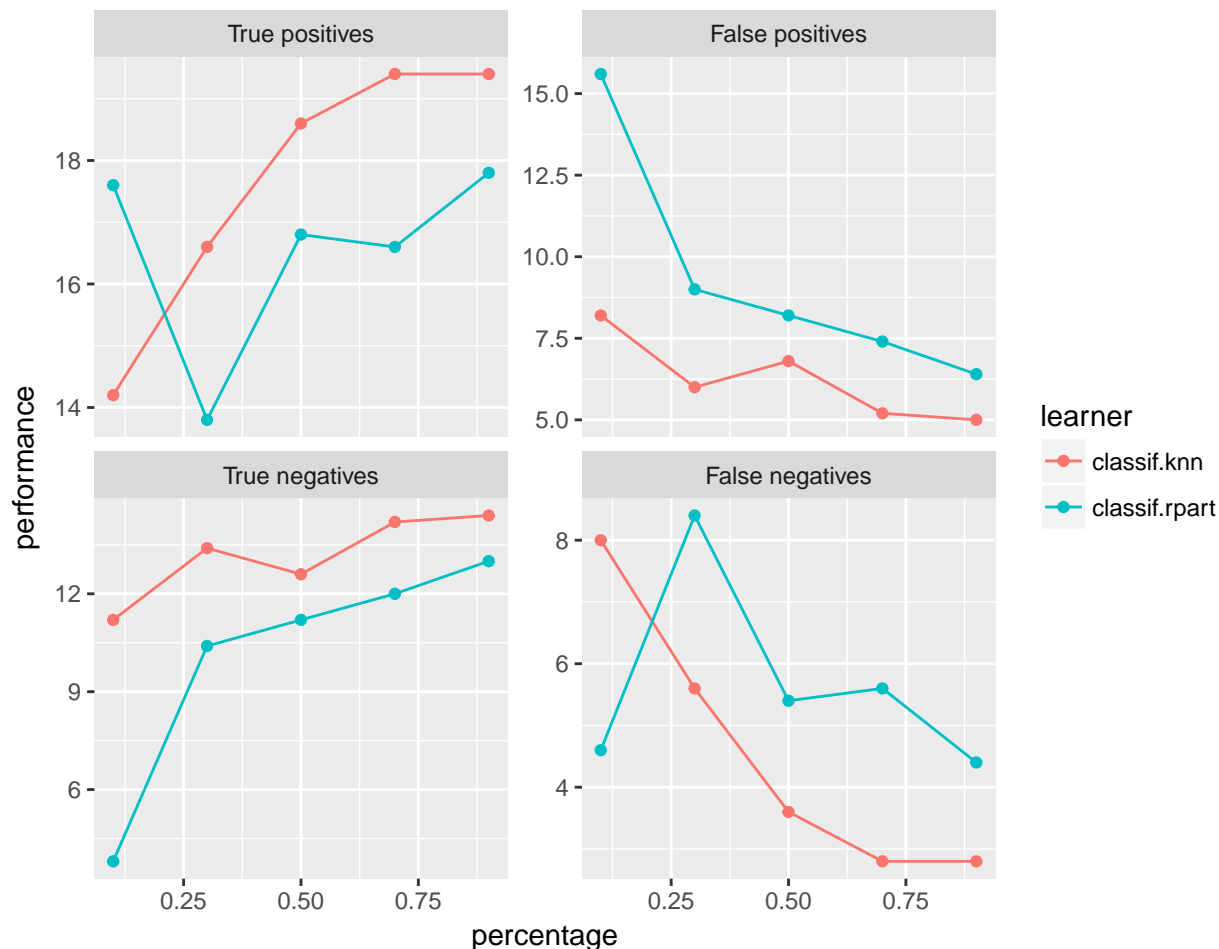 True positives
False positives
18
16
14
15.0
12.5
10.0
7.5
5.0
True negatives
False negatives
12
9
6
8
6
4
0.25 0.50 0.75
0.25 0.50 0.75
percentage
performance
learner
classif.knn
classif.rpart